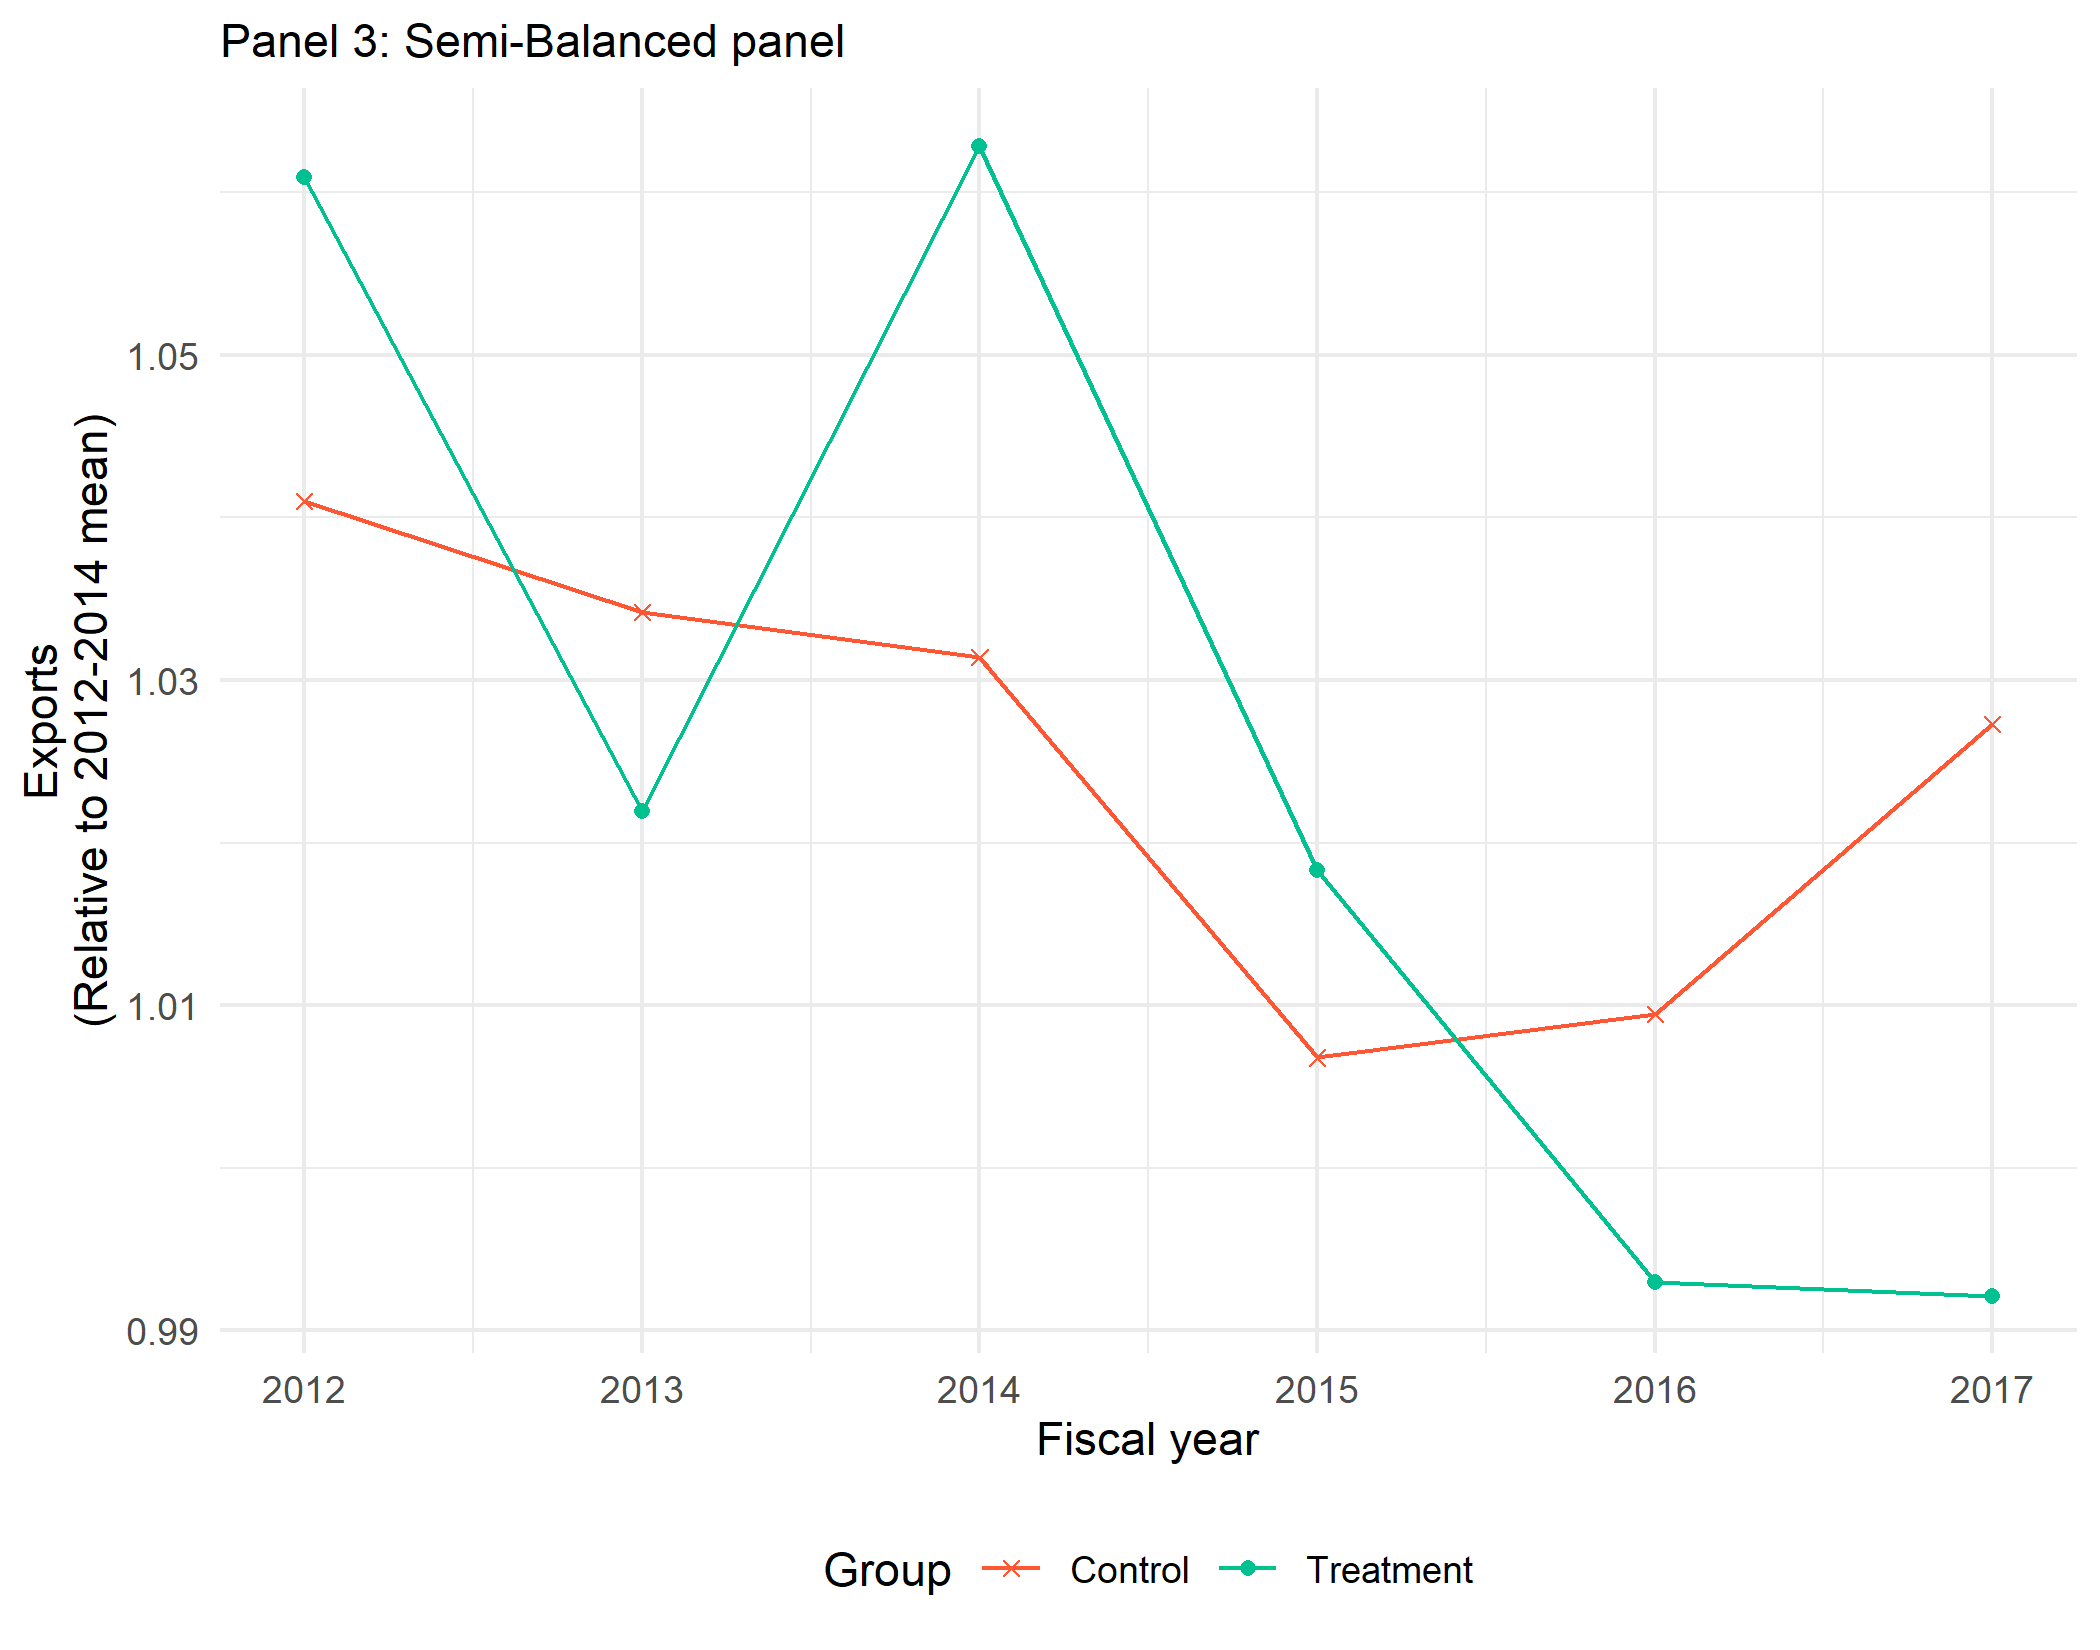 Panel 3: Semi-Balanced panel
Exports
(Relative to 2012-2014 mean)
1.05
1.03
1.01
0.99
2012 2013 2014 2015 2016 2017
Fiscal year
Group Control Treatment